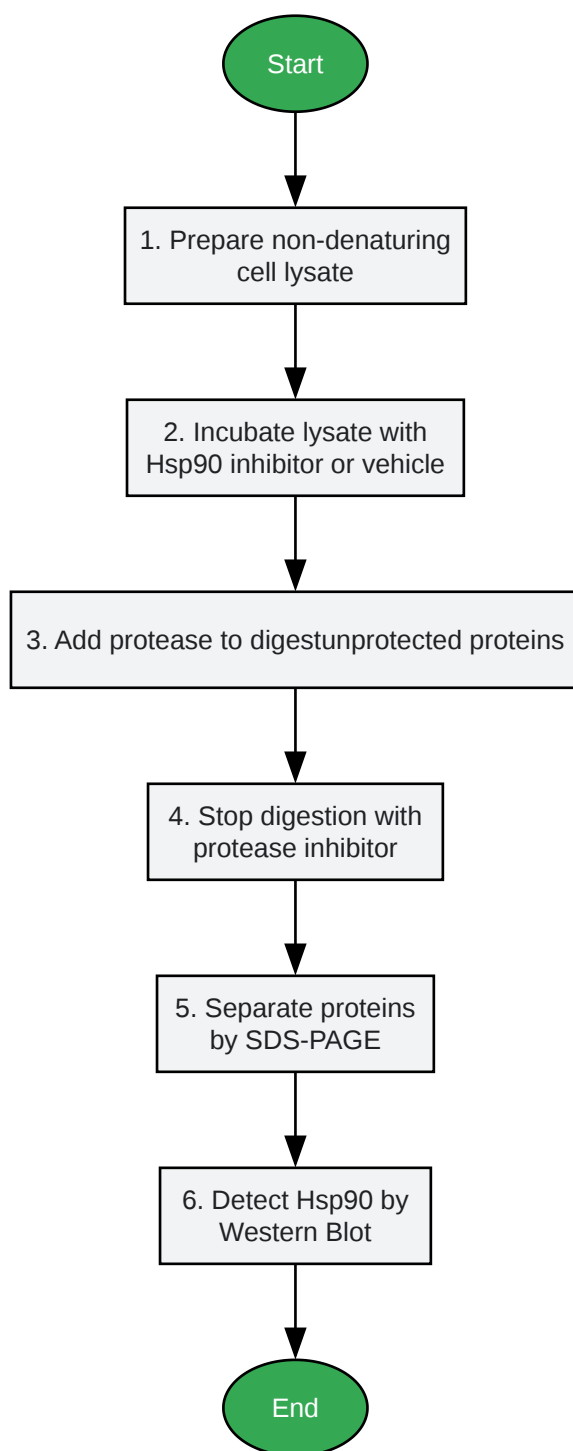 Start
1. Prepare non-denaturing
cell lysate
2. Incubate lysate with
Hsp90 inhibitor or vehicle
3. Add protease to digestunprotected proteins
4. Stop digestion with
protease inhibitor
5. Separate proteins
by SDS-PAGE
6. Detect Hsp90 by
Western Blot
End